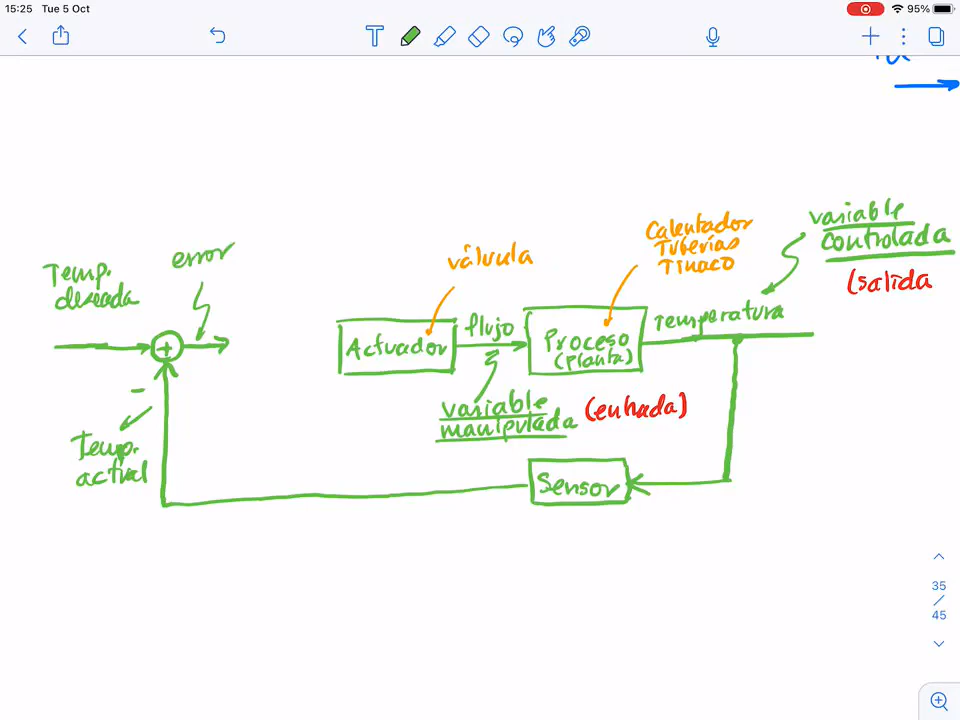 15:25 Tue 5 Oct
95%
variable
controlada
(salida
Calentador
Tuberías
Tinaco
válvula
error
Temp.
deseada
Temperatura
flujo
Actuador
Proceso
(planta)
+
-
variable
manipulada
(entrada)
Temp.
actual
Sensor
35
/
45